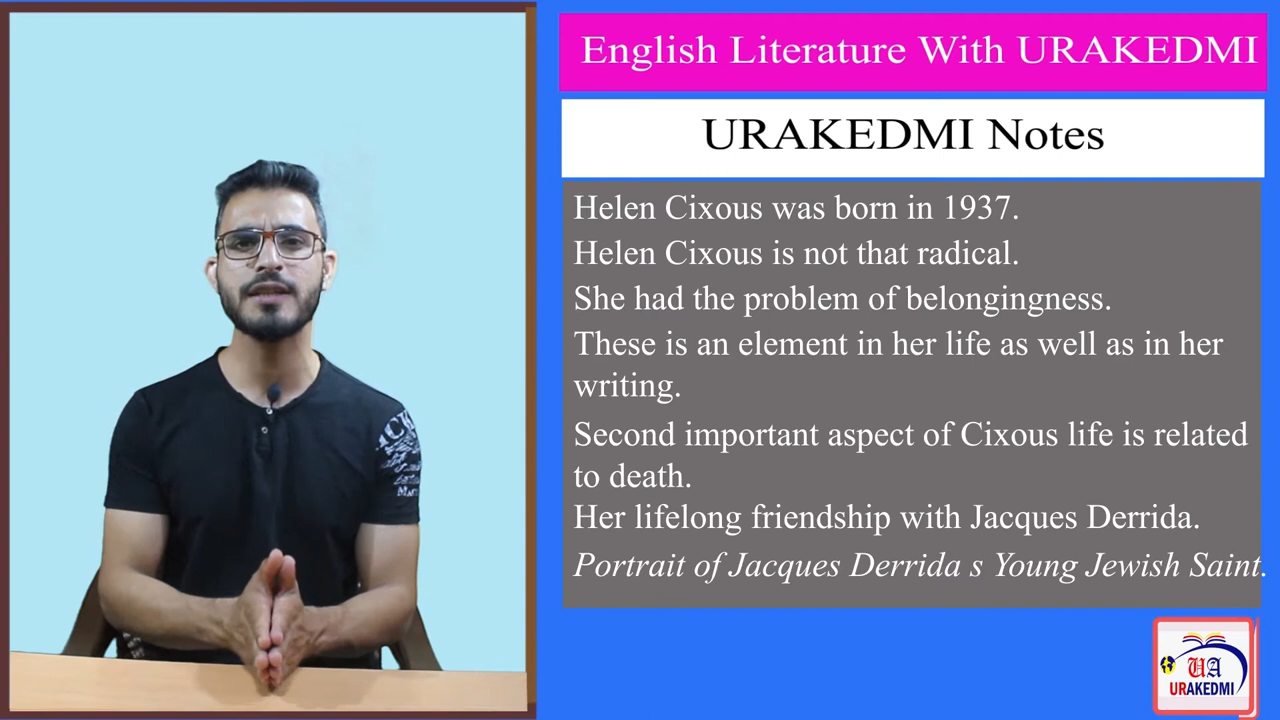 English Literature With URAKEDMI
URAKEDMI Notes
Helen Cixous was born in 1937.
Helen Cixous is not that radical.
She had the problem of belongingness.
These is an element in her life as well as in her
writing.
Second important aspect of Cixous life is related
to death.
Her lifelong friendship with Jacques Derrida.
Portrait of Jacques Derrida s Young Jewish Saint.
UA
URAKEDMI